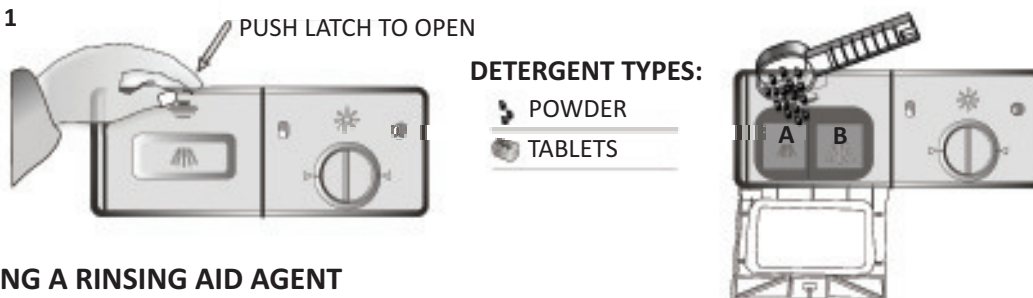 1
PUSH LATCH TO OPEN
DETERGENT TYPES:
POWDER
TABLETS
A B
NG A RINSING AID AGENT